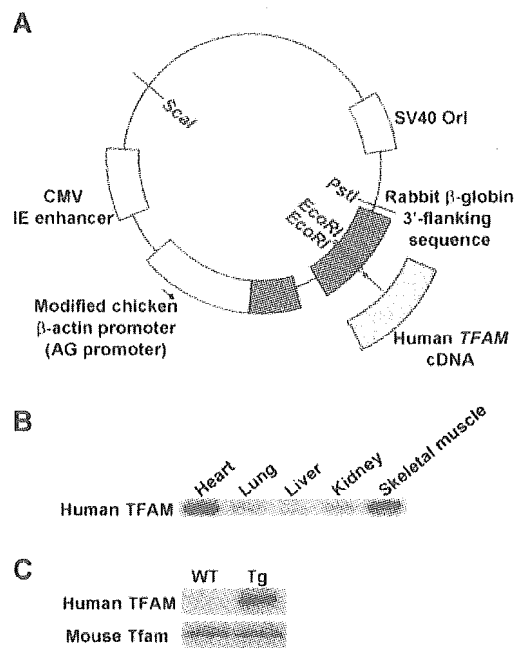 A
ScaI
SV40 OrI
CMV
IE enhancer
PstI
EcoRI
EcoRI
Rabbit β-globin
3'-flanking
sequence
Modified chicken
β-actin promoter
(AG promoter)
Human TFAM
cDNA
B
Heart
Lung
Liver
Kidney
Skeletal muscle
Human TFAM
C
WT Tg
Human TFAM
Mouse Tfam